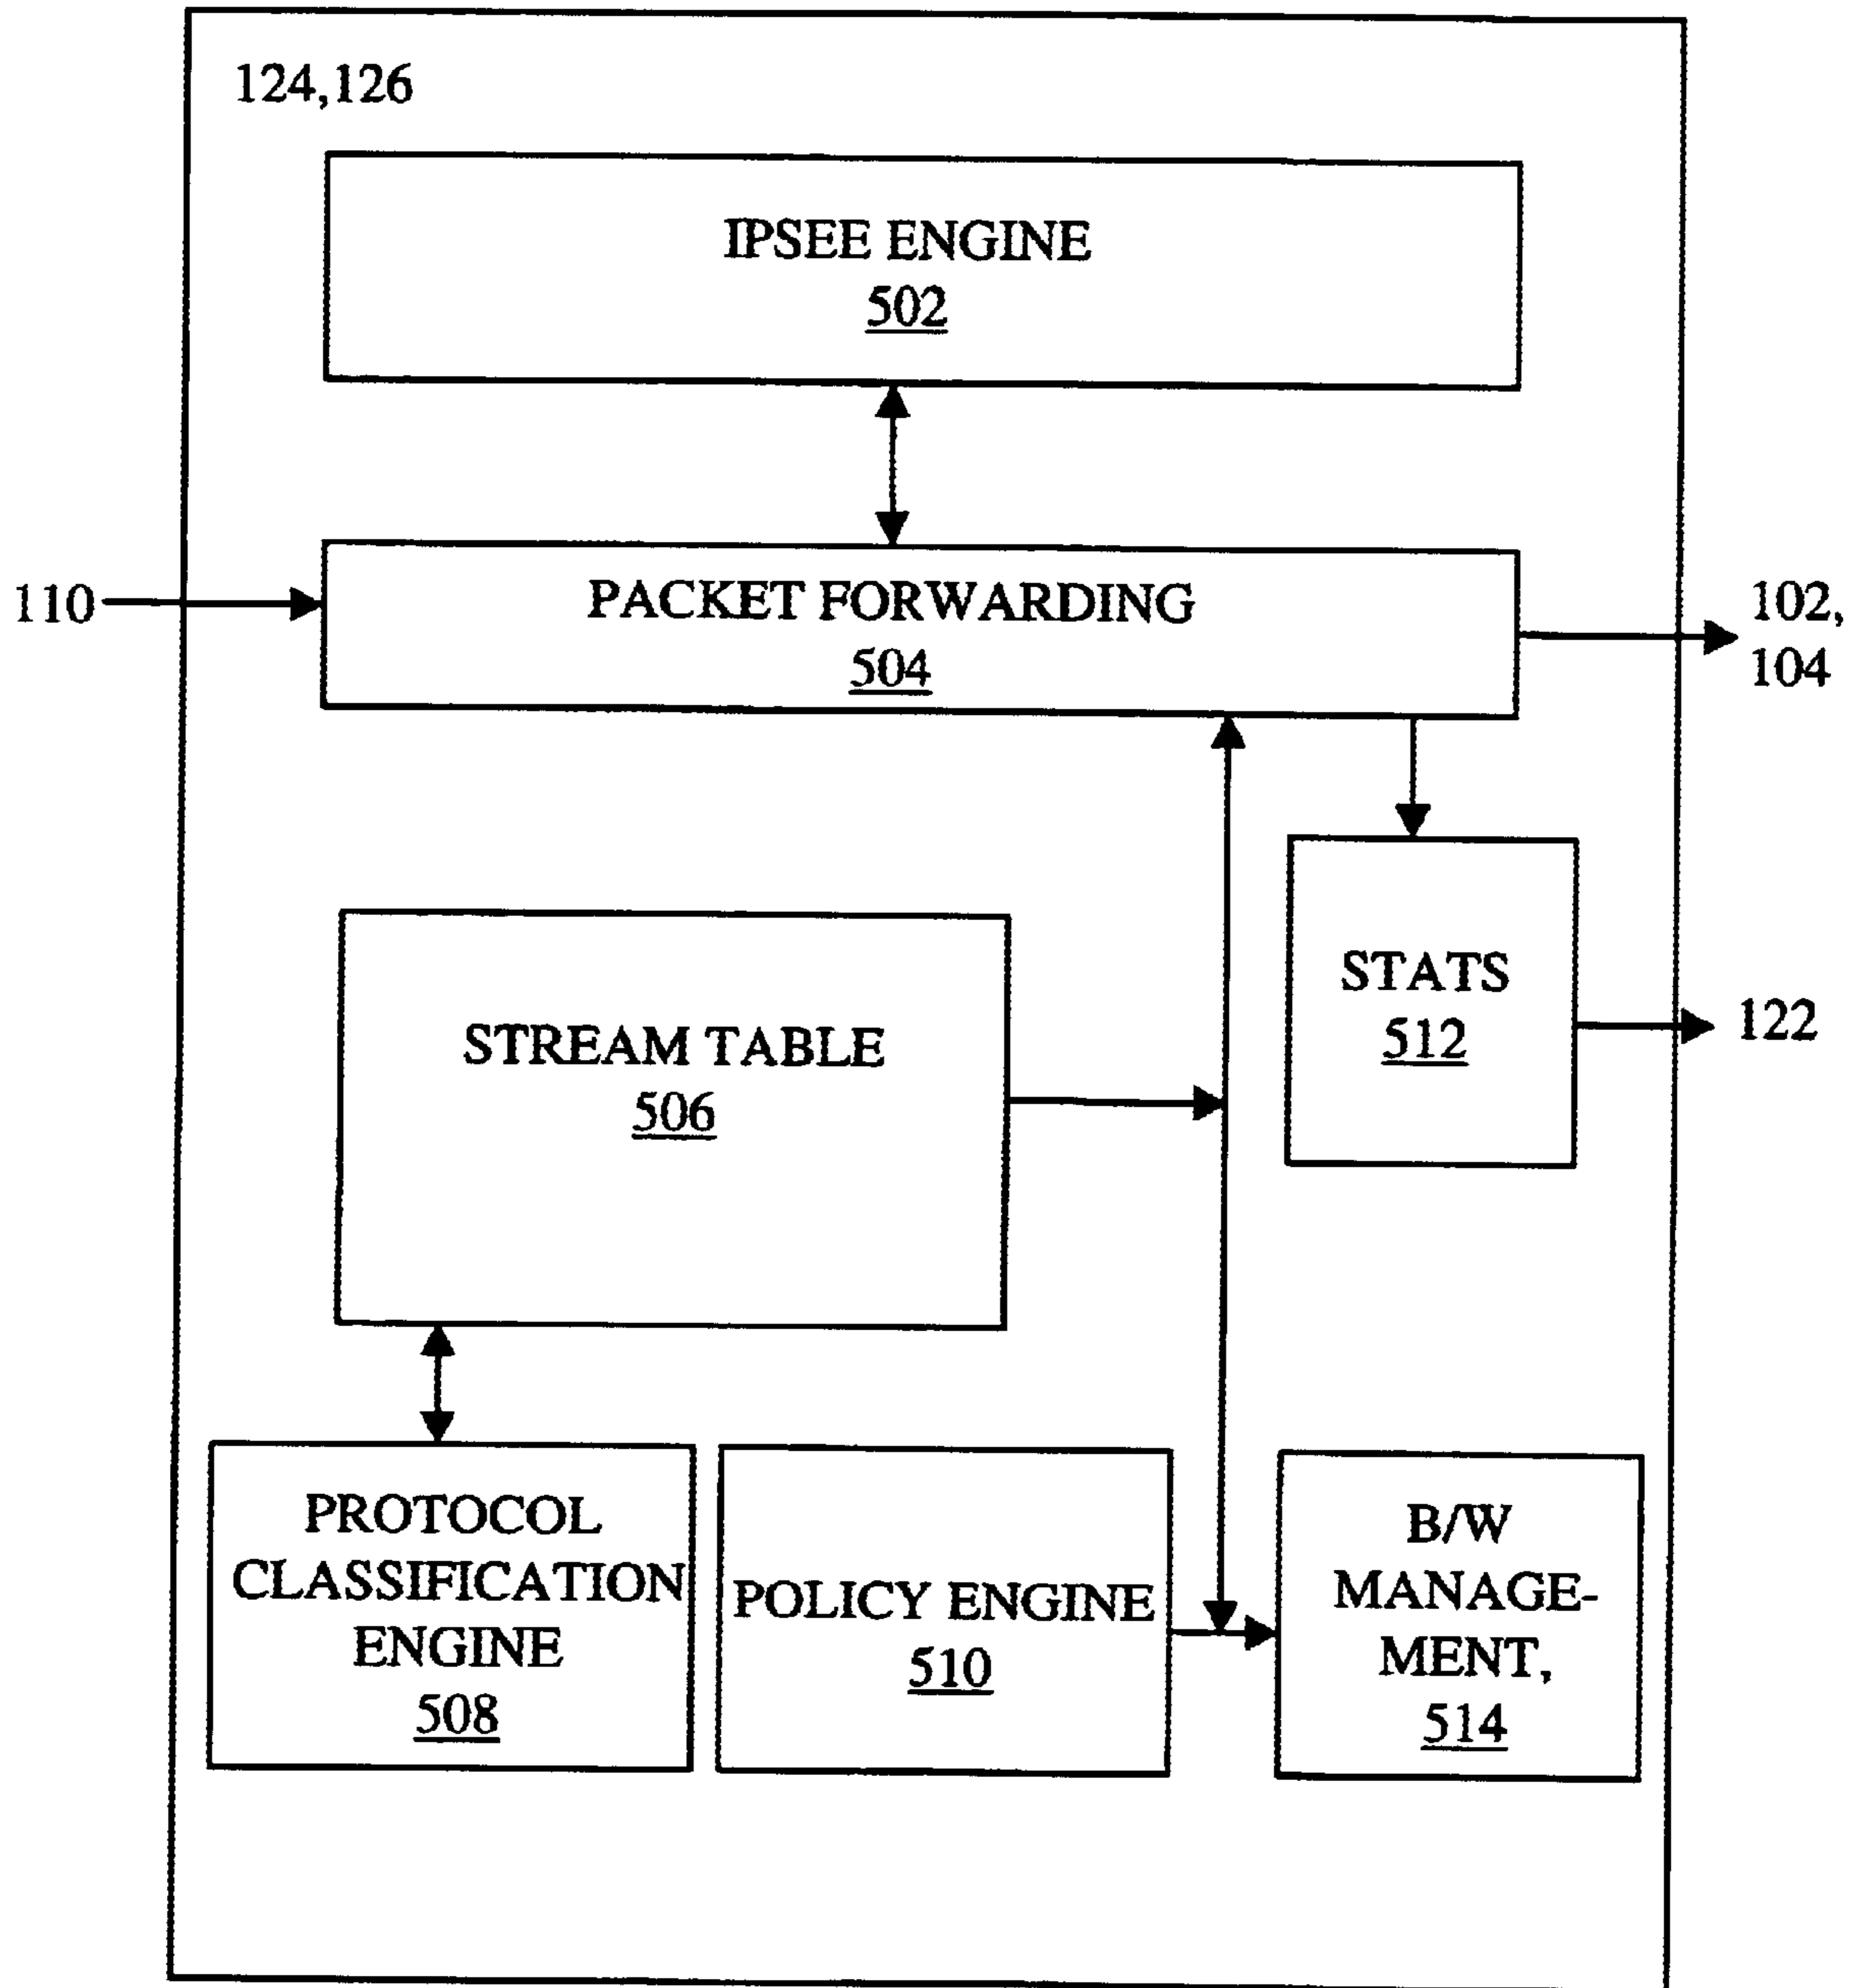 124,126
IPSEE ENGINE
502
110
PACKET FORWARDING
504
102,
104
STATS
512
122
STREAM TABLE
506
PROTOCOL
CLASSIFICATION
ENGINE
508
POLICY ENGINE
510
B/W
MANAGE-
MENT,
514